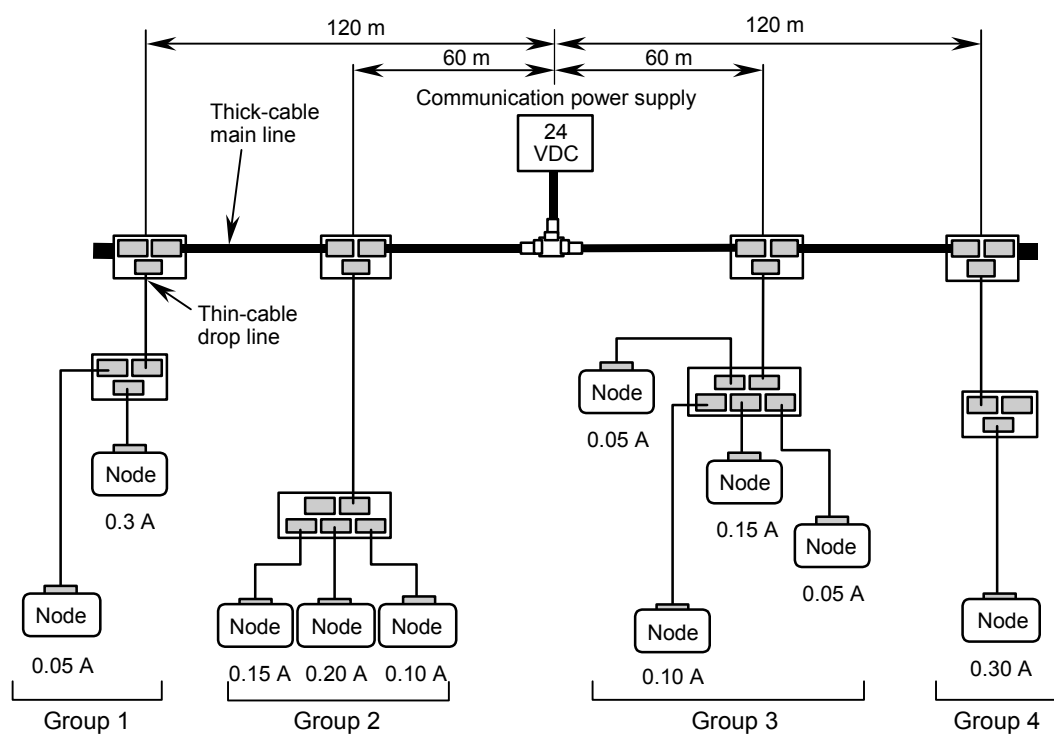 120 m
120 m
60 m
60 m
Communication power supply
Thick-cable
main line
24
VDC
Thin-cable
drop line
Node
0.05 A
Node
0.3 A
Node
0.15 A
Node
0.05 A
Node
0.05 A
Node
Node
Node
0.15 A
0.20 A
0.10 A
Node
0.10 A
Node
0.30 A
Group 1
Group 2
Group 3
Group 4